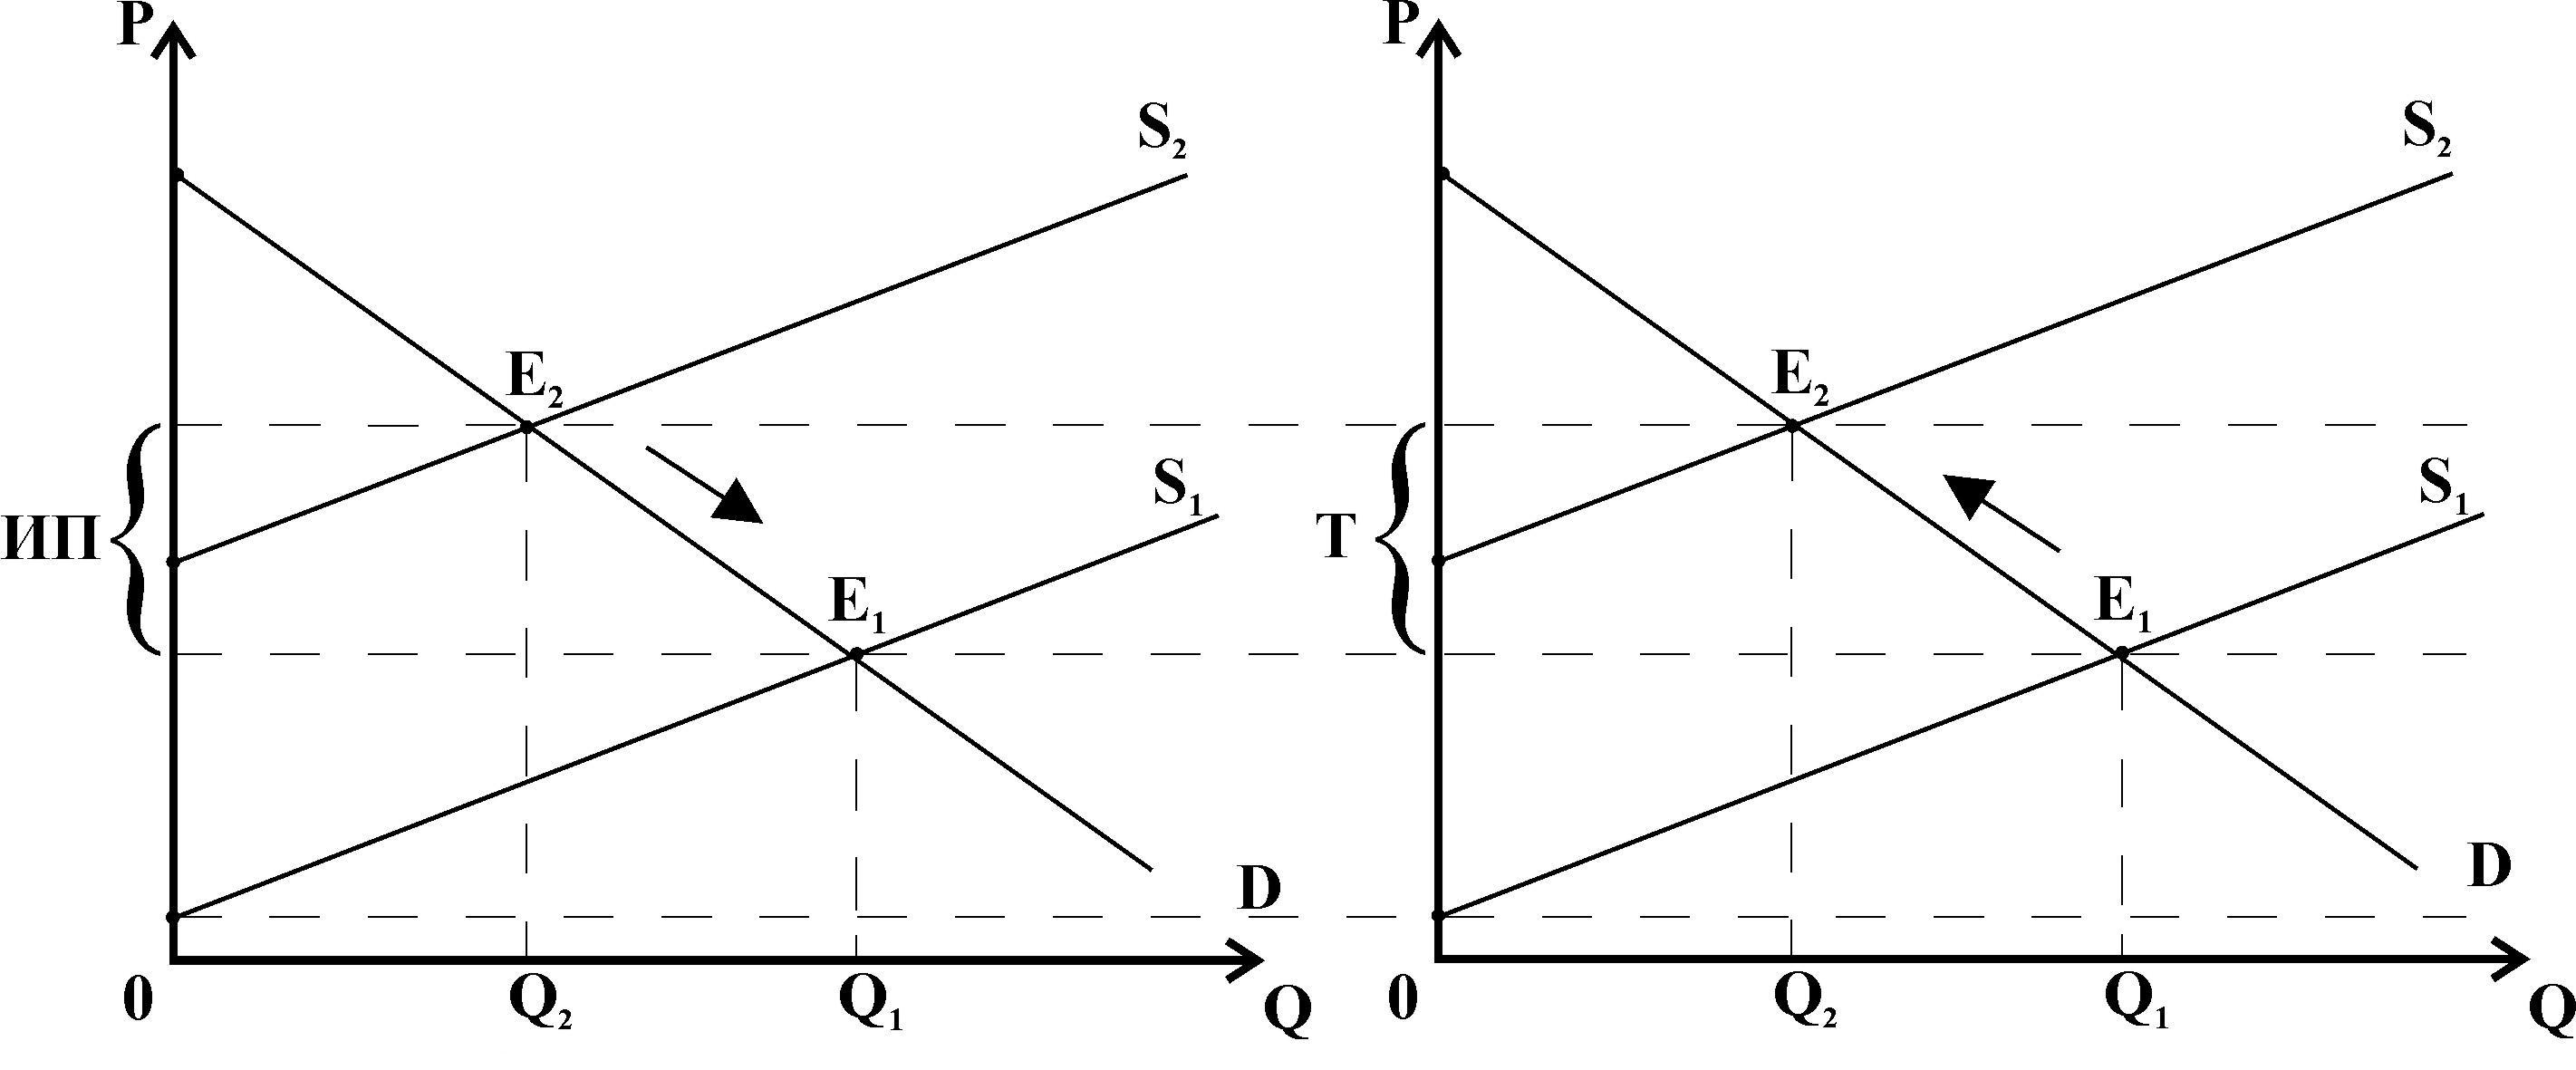 P
S₂
E₂
S₁
ИП
E₁
D
0
Q₂
Q₁
Q
P
S₂
E₂
S₁
T
E₁
D
0
Q₂
Q₁
Q